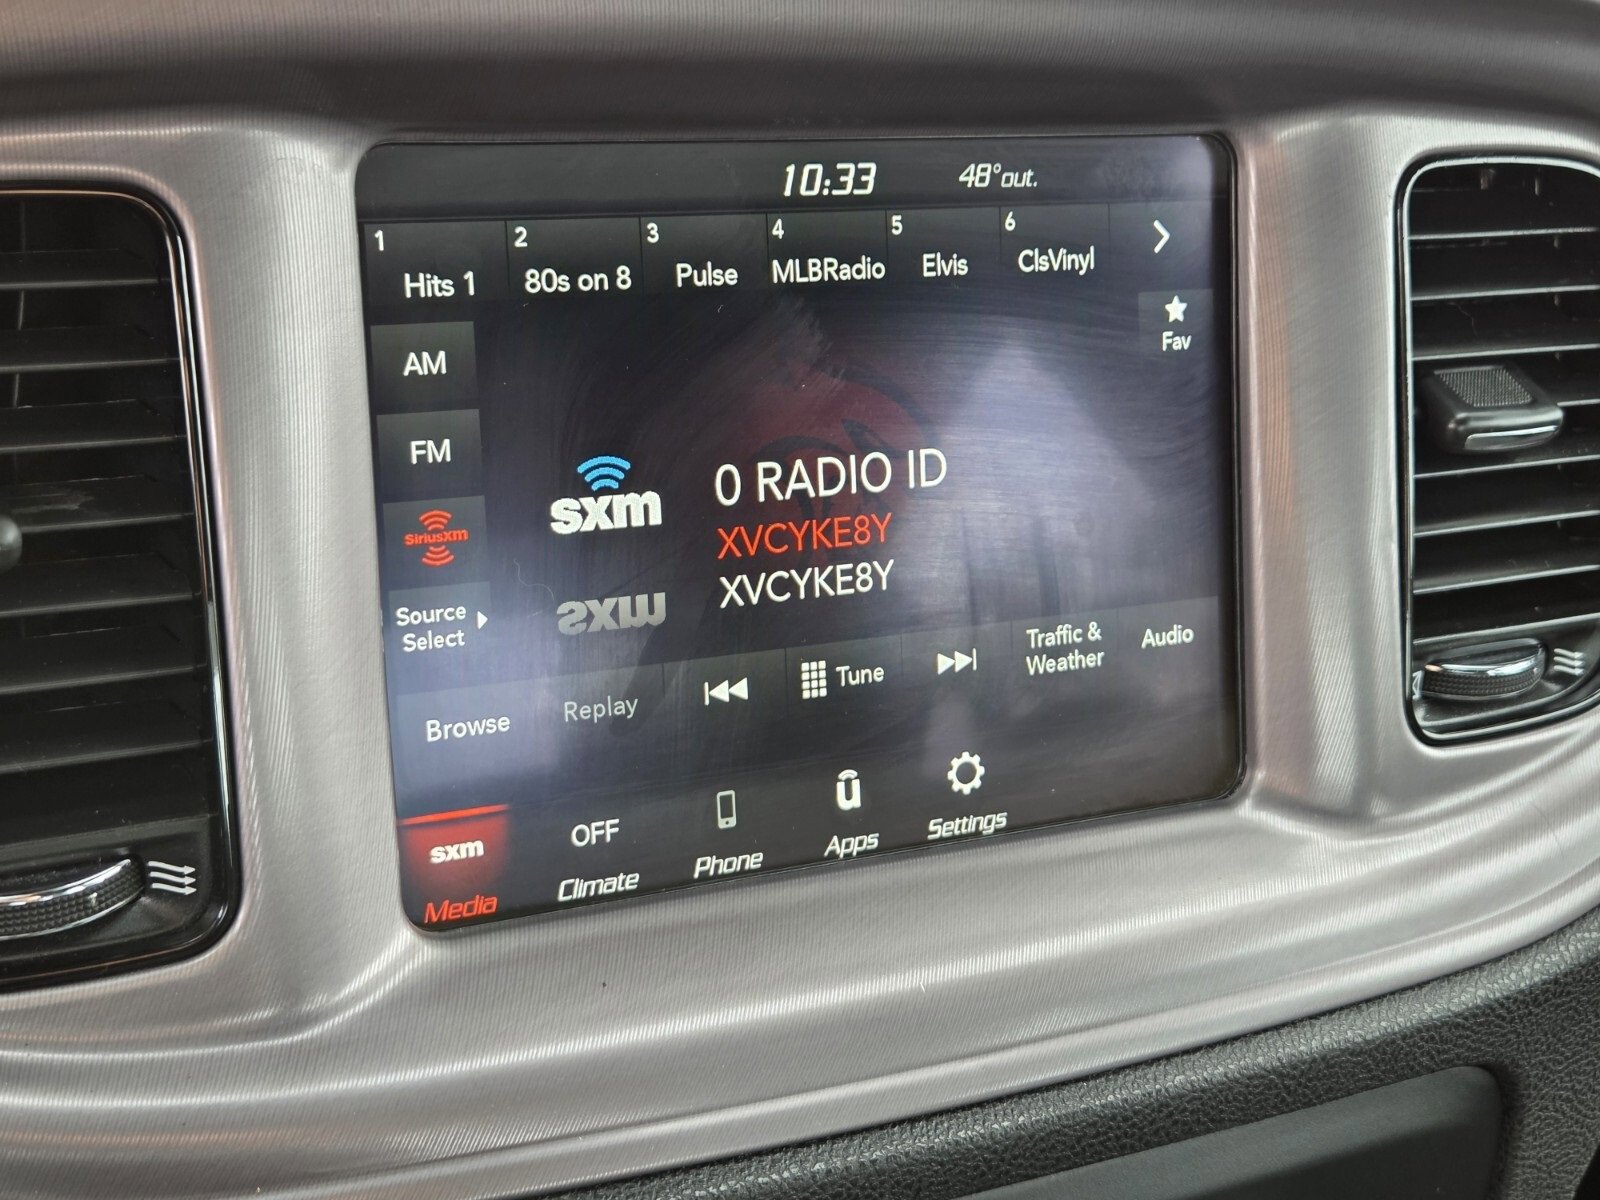 10:33 48°out.
1 2 3 4 5 6
Hits 1 80s on 8 Pulse MLBRadio Elvis ClsVinyl
Fav
AM
FM
SiriusXM
Source
Select
sxm
0 RADIO ID
XVCYKE8Y
XVCYKE8Y
sxm
Browse Replay Tune Traffic &
Weather Audio
sxm OFF
Media Climate Phone Apps Settings